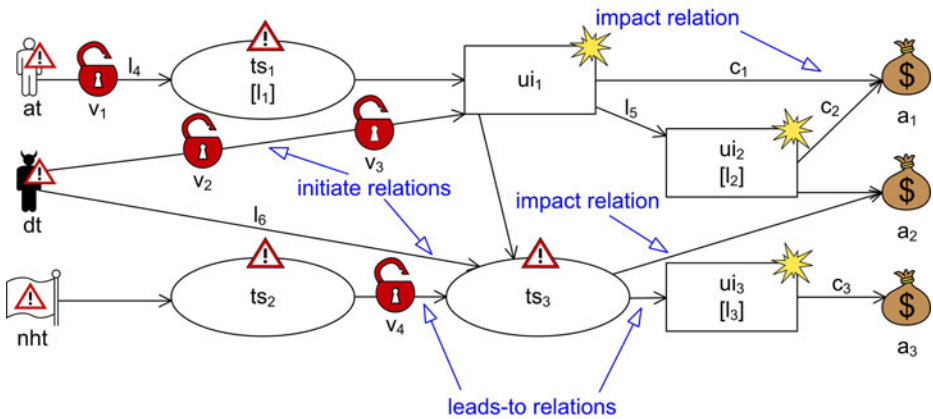 impact relation
at
v1
l4
ts1
[l1]
ui1
c1
$
a1
l5
c2
ui2
[l2]
v2
v3
initiate relations
dt
l6
impact relation
$
a2
nht
ts2
v4
ts3
ui3
[l3]
c3
$
a3
leads-to relations